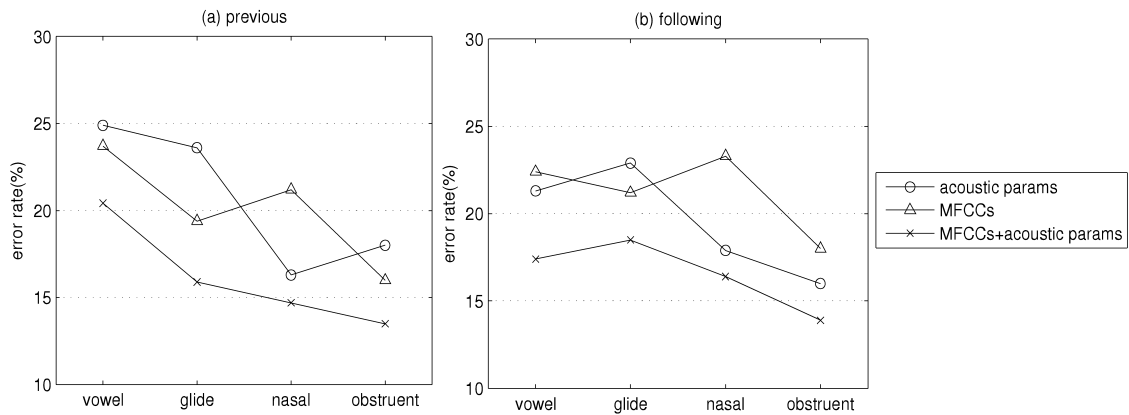 (a) previous
30
25
20
15
10
error rate(%)
vowel glide nasal obstruent
(b) following
30
25
20
15
10
error rate(%)
vowel glide nasal obstruent
acoustic params
MFCCs
MFCCs+acoustic params